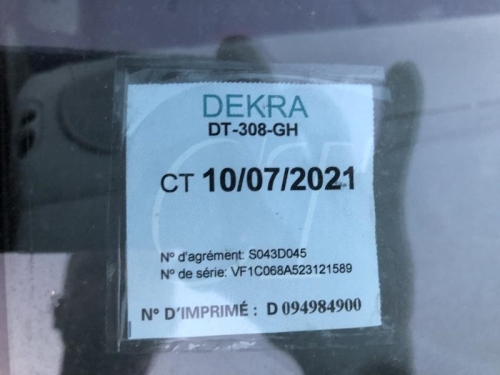 DEKRA
DT-308-GH
CT 10/07/2021
N° d'agrément: S043D045
N° de série: VF1C068A523121589
N° D'IMPRIMÉ : D 094984900